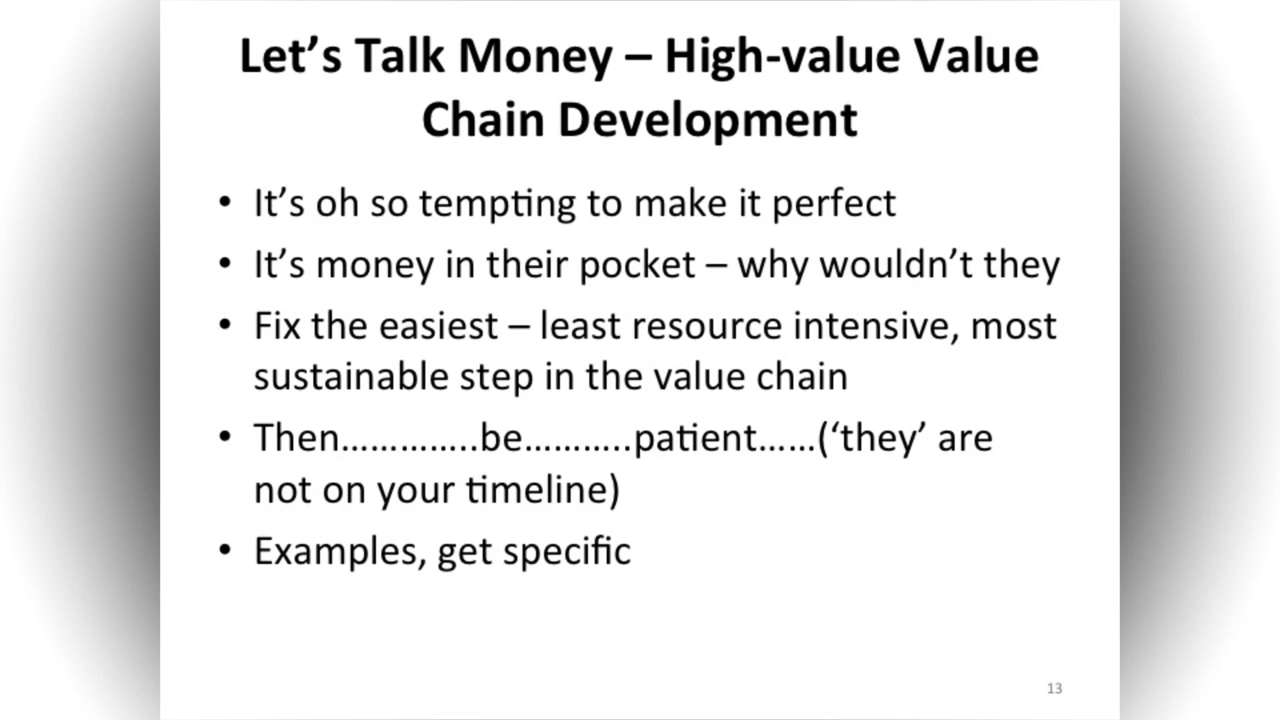 Let’s Talk Money – High-value Value
Chain Development
• It’s oh so tempting to make it perfect
• It’s money in their pocket – why wouldn’t they
• Fix the easiest – least resource intensive, most
sustainable step in the value chain
• Then…………..be………..patient……(‘they’ are
not on your timeline)
• Examples, get specific
13